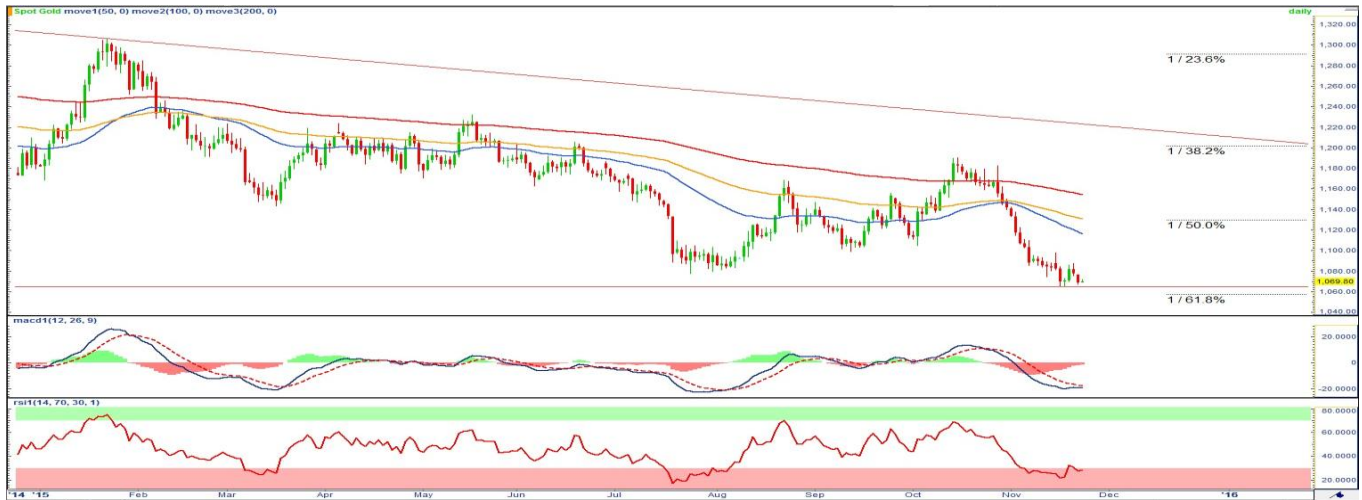 Spot Gold move1(50, 0) move2(100, 0) move3(200, 0) daily
1,320.00
1,300.00
1 / 23.6%
1,280.00
1,260.00
1,240.00
1,220.00
1,200.00
1 / 38.2%
1,180.00
1,160.00
1,140.00
1 / 50.0%
1,120.00
1,100.00
1,080.00
1,069.80
1,060.00
1 / 61.8%
1,040.00
macd1(12, 26, 9)
20.0000
0
-20.0000
rsi1(14, 70, 30, 1)
80.0000
60.0000
40.0000
20.0000
'14 '15 Feb Mar Apr May Jun Jul Aug Sep Oct Nov Dec '16